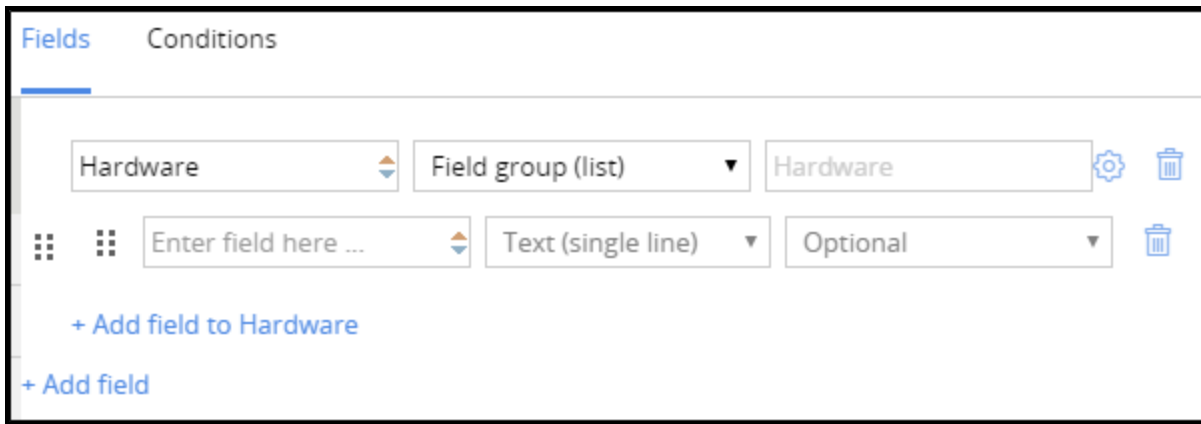 Fields Conditions
Hardware Field group (list) Hardware
Enter field here ... Text (single line) Optional
+ Add field to Hardware
+ Add field